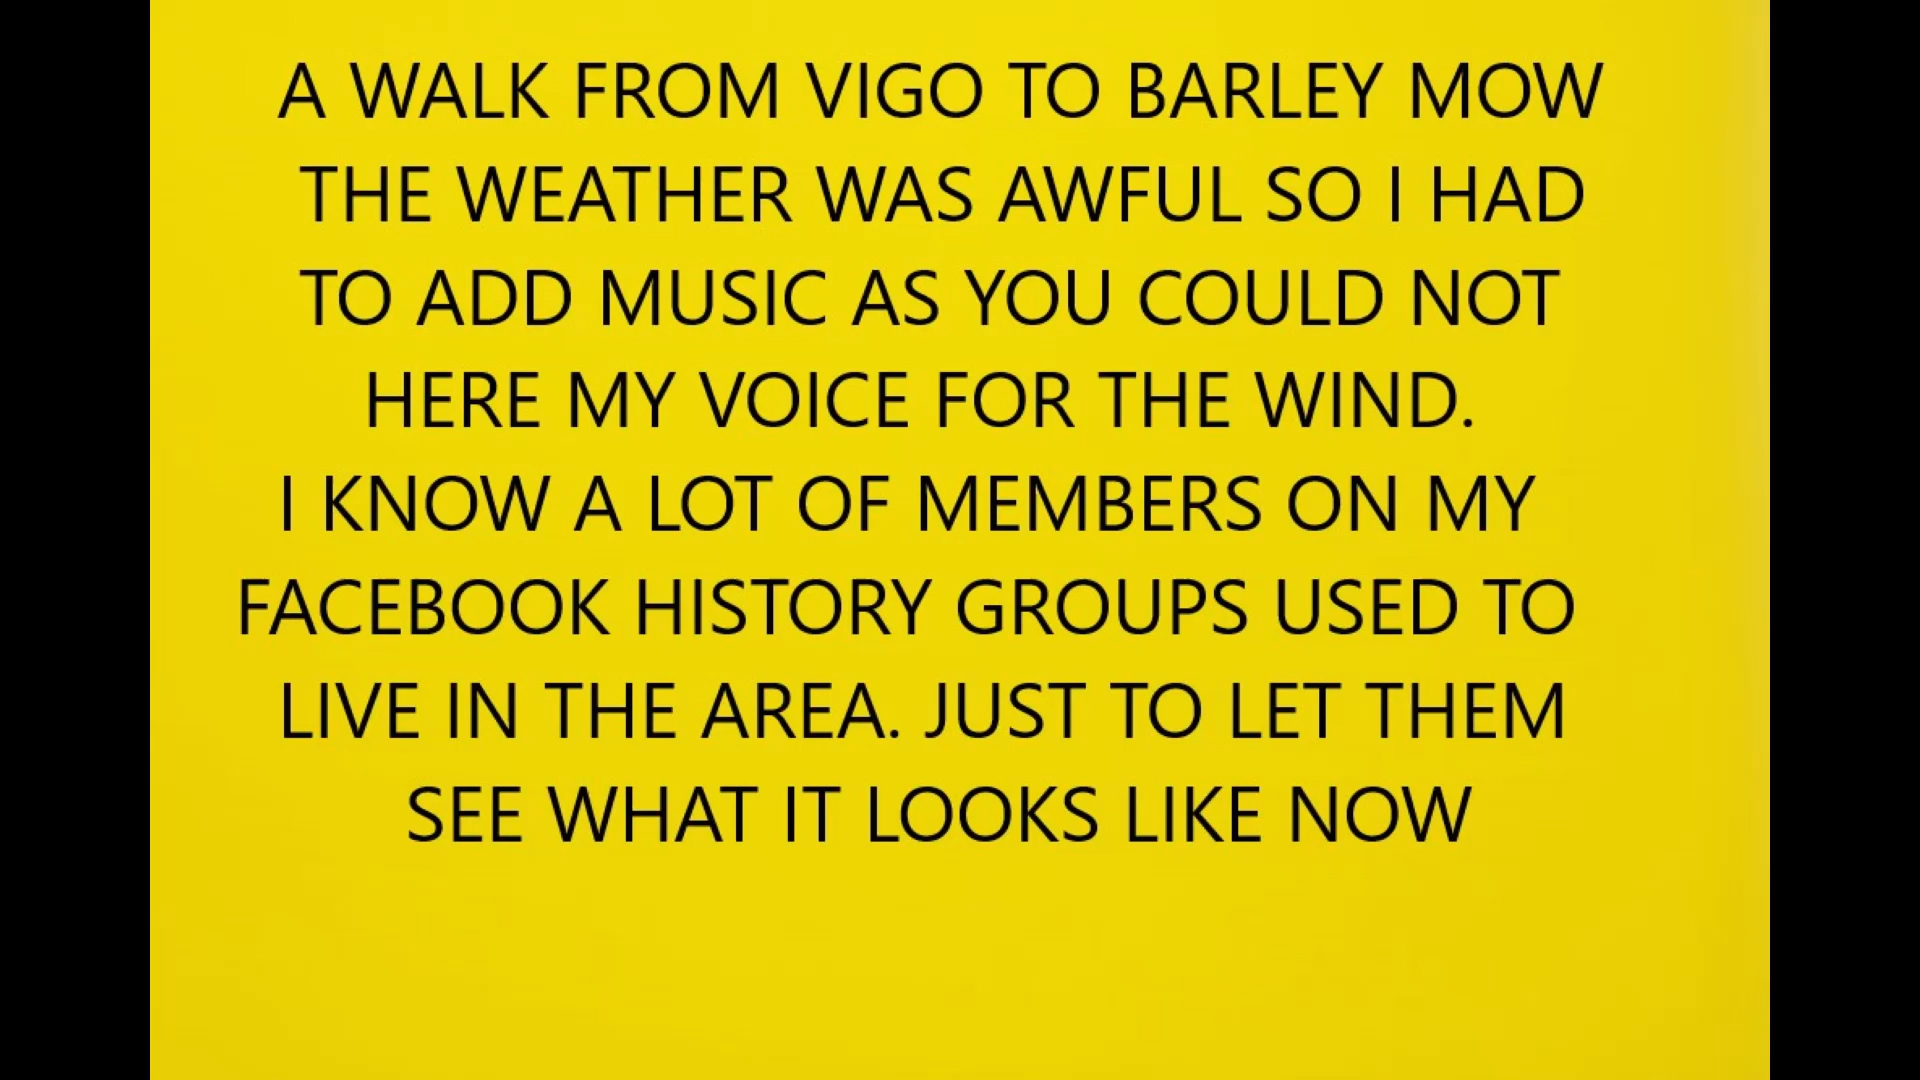 A WALK FROM VIGO TO BARLEY MOW
THE WEATHER WAS AWFUL SO I HAD
TO ADD MUSIC AS YOU COULD NOT
HERE MY VOICE FOR THE WIND.
I KNOW A LOT OF MEMBERS ON MY
FACEBOOK HISTORY GROUPS USED TO
LIVE IN THE AREA. JUST TO LET THEM
SEE WHAT IT LOOKS LIKE NOW